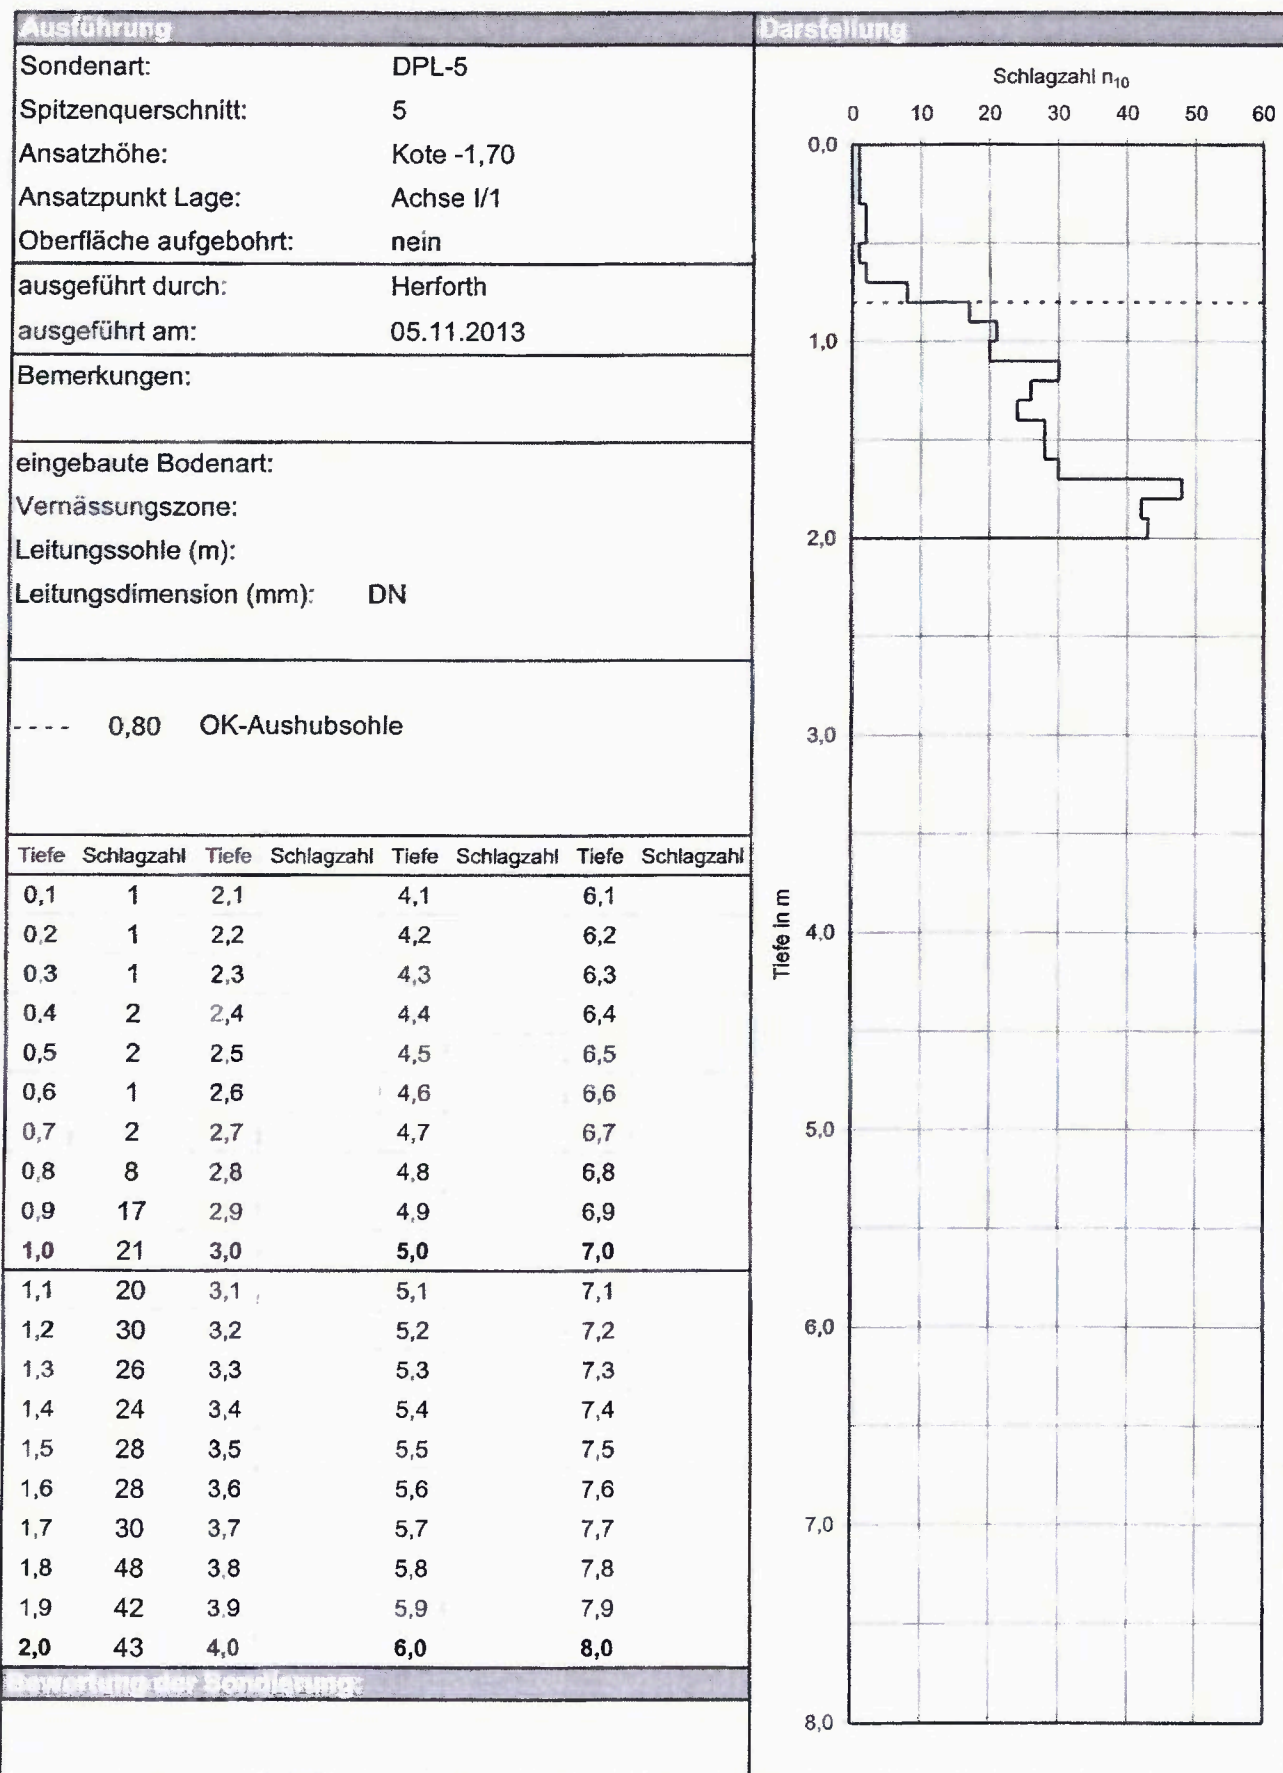 Ausführung
Sondenart: DPL-5
Spitzenquerschnitt: 5
Ansatzhöhe: Kote -1,70
Ansatzpunkt Lage: Achse I/1
Oberfläche aufgebohrt: nein
ausgeführt durch: Herforth
ausgeführt am: 05.11.2013
Bemerkungen:
eingebaute Bodenart:
Vernässungszone:
Leitungssohle (m):
Leitungsdimension (mm): DN
---- 0,80 OK-Aushubsohle
Tiefe Schlagzahl Tiefe Schlagzahl Tiefe Schlagzahl Tiefe Schlagzahl
0,1 1 2,1 4,1 6,1
0,2 1 2,2 4,2 6,2
0,3 1 2,3 4,3 6,3
0,4 2 2,4 4,4 6,4
0,5 2 2,5 4,5 6,5
0,6 1 2,6 4,6 6,6
0,7 2 2,7 4,7 6,7
0,8 8 2,8 4,8 6,8
0,9 17 2,9 4,9 6,9
1,0 21 3,0 5,0 7,0
1,1 20 3,1 5,1 7,1
1,2 30 3,2 5,2 7,2
1,3 26 3,3 5,3 7,3
1,4 24 3,4 5,4 7,4
1,5 28 3,5 5,5 7,5
1,6 28 3,6 5,6 7,6
1,7 30 3,7 5,7 7,7
1,8 48 3,8 5,8 7,8
1,9 42 3,9 5,9 7,9
2,0 43 4,0 6,0 8,0
Bewertung der Sondierung:
Darstellung
Schlagzahl n₁₀
0 10 20 30 40 50 60
0,0
1,0
2,0
3,0
Tiefe in m
4,0
5,0
6,0
7,0
8,0